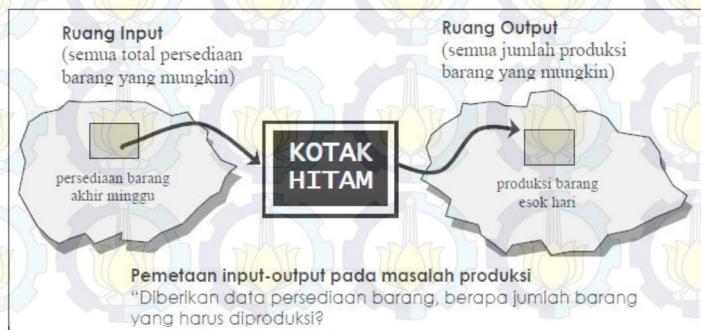 Ruang Input
(semua total persediaan
barang yang mungkin)
persediaan barang
akhir minggu
KOTAK
HITAM
Ruang Output
(semua jumlah produksi
barang yang mungkin)
produksi barang
esok hari
Pemetaan input-output pada masalah produksi
“Diberikan data persediaan barang, berapa jumlah barang
yang harus diproduksi?